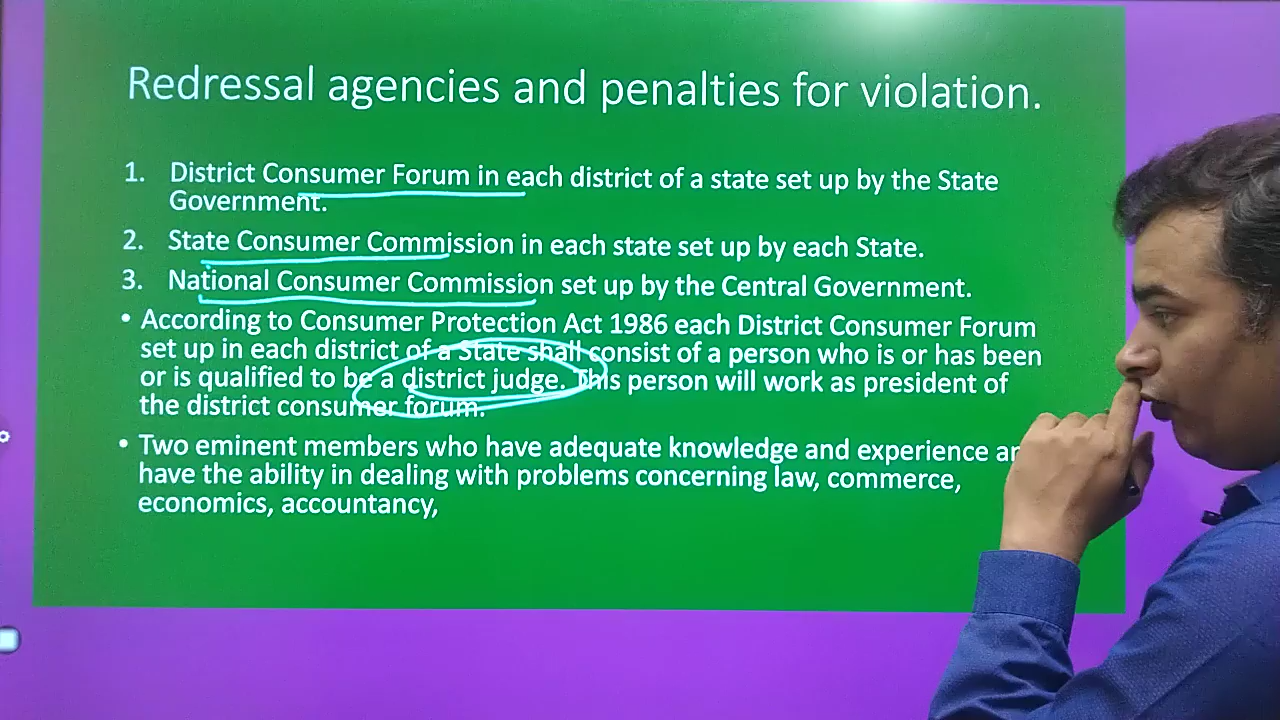 Redressal agencies and penalties for violation.
1. District Consumer Forum in each district of a state set up by the State
Government.
2. State Consumer Commission in each state set up by each State.
3. National Consumer Commission set up by the Central Government.
• According to Consumer Protection Act 1986 each District Consumer Forum
set up in each district of a State shall consist of a person who is or has been
or is qualified to be a district judge. This person will work as president of
the district consumer forum.
• Two eminent members who have adequate knowledge and experience
have the ability in dealing with problems concerning law, commerce,
economics, accountancy,